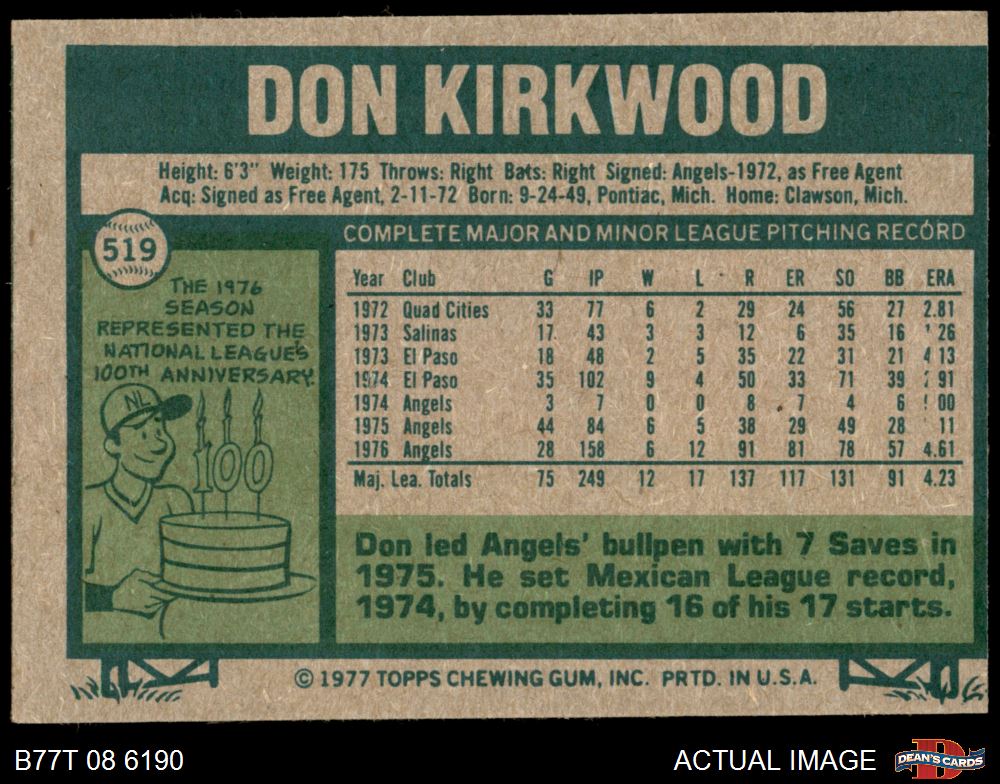 DON KIRKWOOD
Height: 6'3" Weight: 175 Throws: Right Bats: Right Signed: Angels-1972, as Free Agent
Acq: Signed as Free Agent, 2-11-72 Born: 9-24-49, Pontiac, Mich. Home: Clawson, Mich.
519
THE 1976
SEASON
REPRESENTED THE
NATIONAL LEAGUE'S
100TH ANNIVERSARY.
NL
100
COMPLETE MAJOR AND MINOR LEAGUE PITCHING RECORD
Year Club G IP W L R ER SO BB ERA
1972 Quad Cities 33 77 6 2 29 24 56 27 2.81
1973 Salinas 17 43 3 3 12 6 35 16 26
1973 El Paso 18 48 2 5 35 22 31 21 4 13
1974 El Paso 35 102 9 4 50 33 71 39 91
1974 Angels 3 7 0 0 8 7 4 6 00
1975 Angels 44 84 6 5 38 29 49 28 11
1976 Angels 28 158 6 12 91 81 78 57 4.61
Maj. Lea. Totals 75 249 12 17 137 117 131 91 4.23
Don led Angels' bullpen with 7 Saves in
1975. He set Mexican League record,
1974, by completing 16 of his 17 starts.
© 1977 TOPPS CHEWING GUM, INC. PRTD. IN U.S.A.
B77T 08 6190
ACTUAL IMAGE
D
DEAN'S CARDS